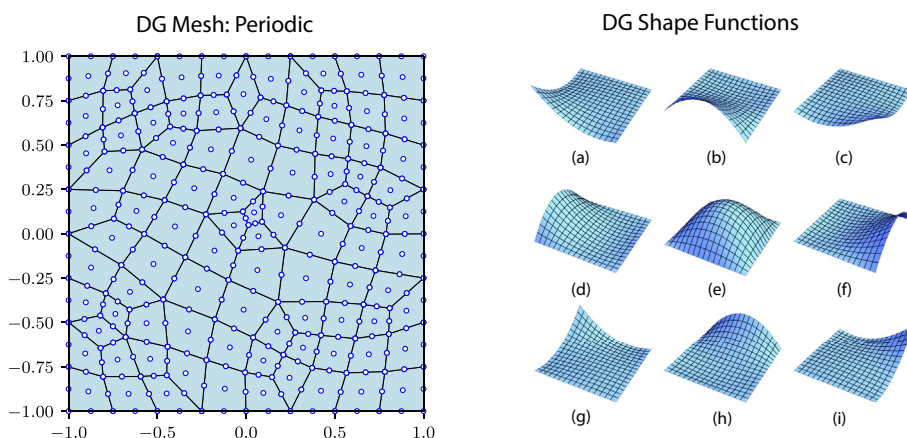 DG Mesh: Periodic
DG Shape Functions
1.00
0.75
0.50
0.25
0.00
−0.25
−0.50
−0.75
−1.00
−1.0 −0.5 0.0 0.5 1.0
(a) (b) (c)
(d) (e) (f)
(g) (h) (i)